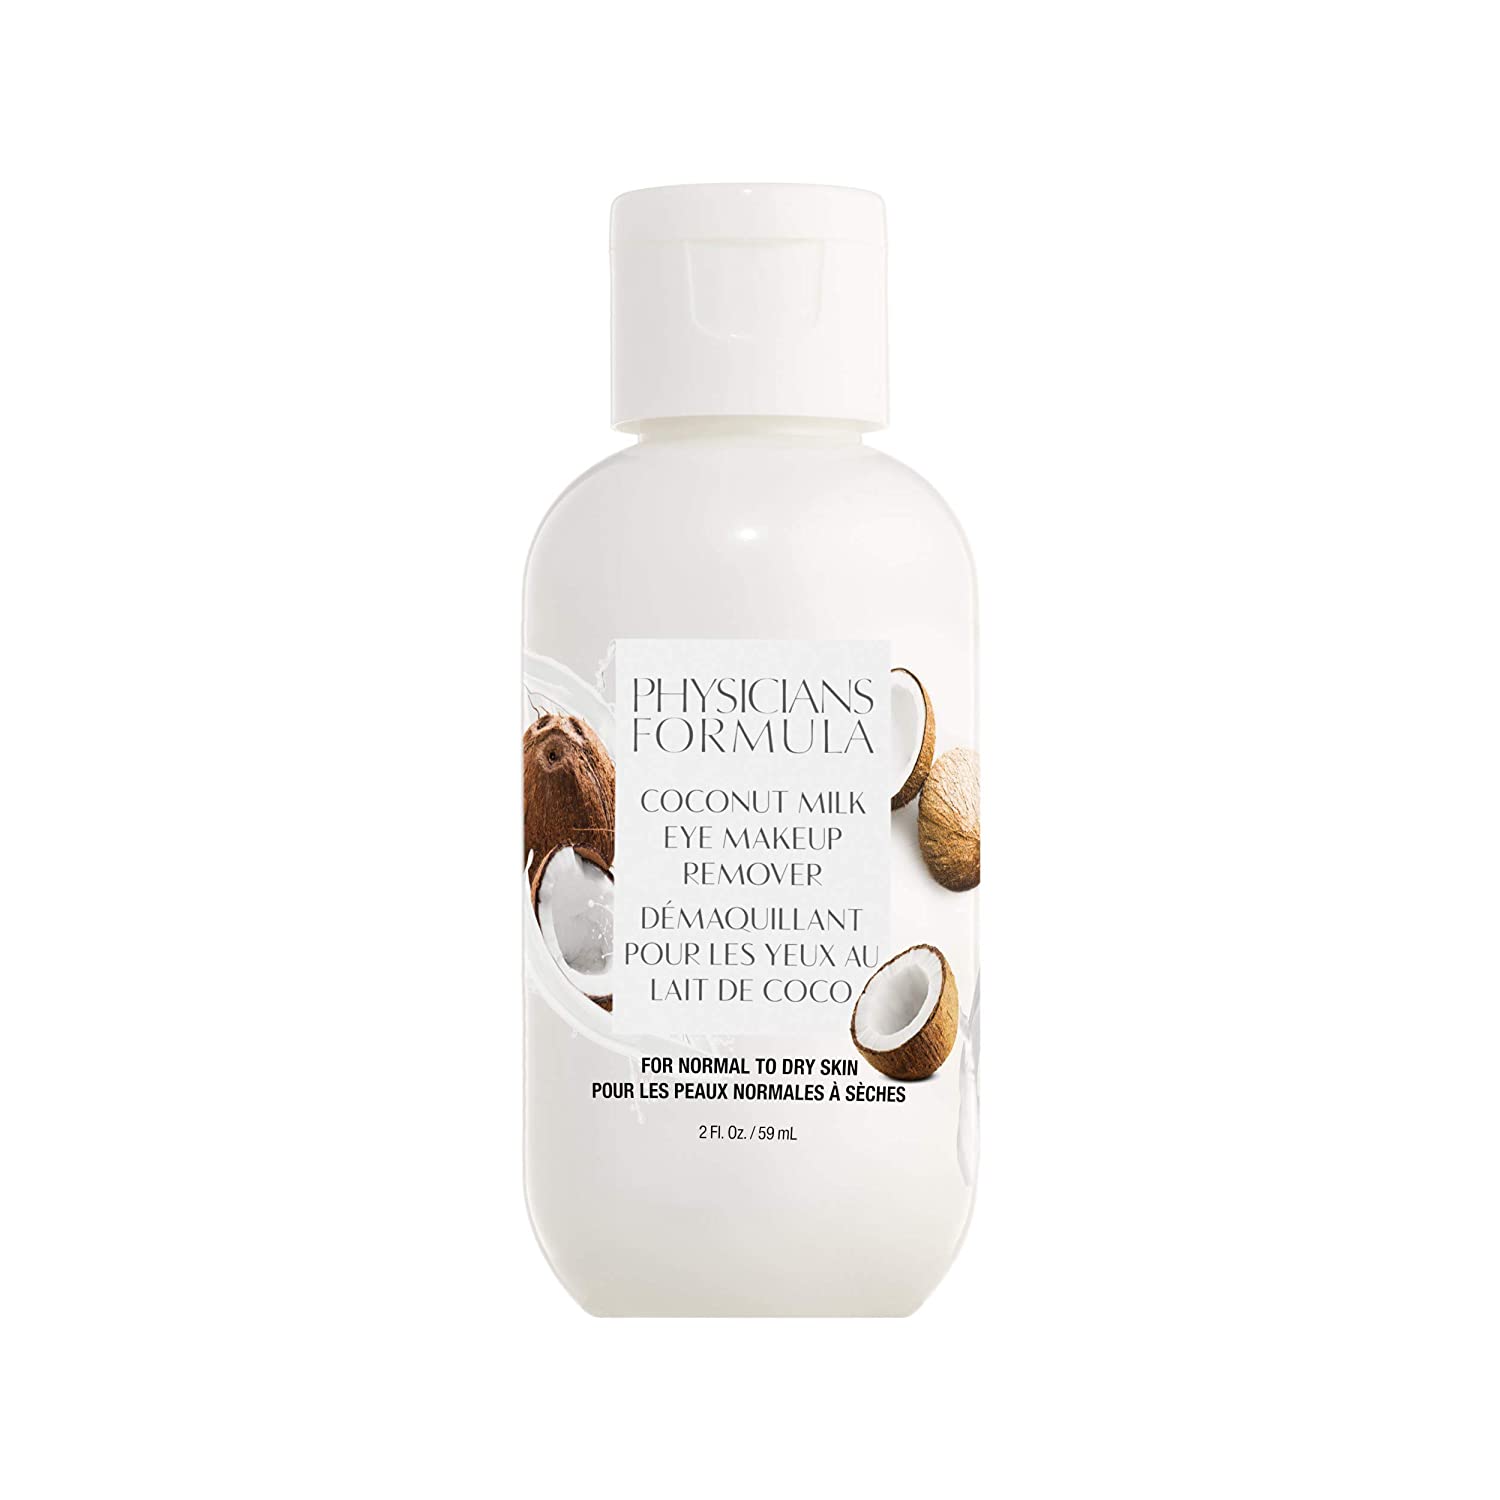 PHYSICIANS
FORMULA
COCONUT MILK
EYE MAKEUP
REMOVER
DÉMAQUILLANT
POUR LES YEUX AU
LAIT DE COCO
FOR NORMAL TO DRY SKIN
POUR LES PEAUX NORMALES À SÈCHES
2 Fl. Oz. / 59 mL